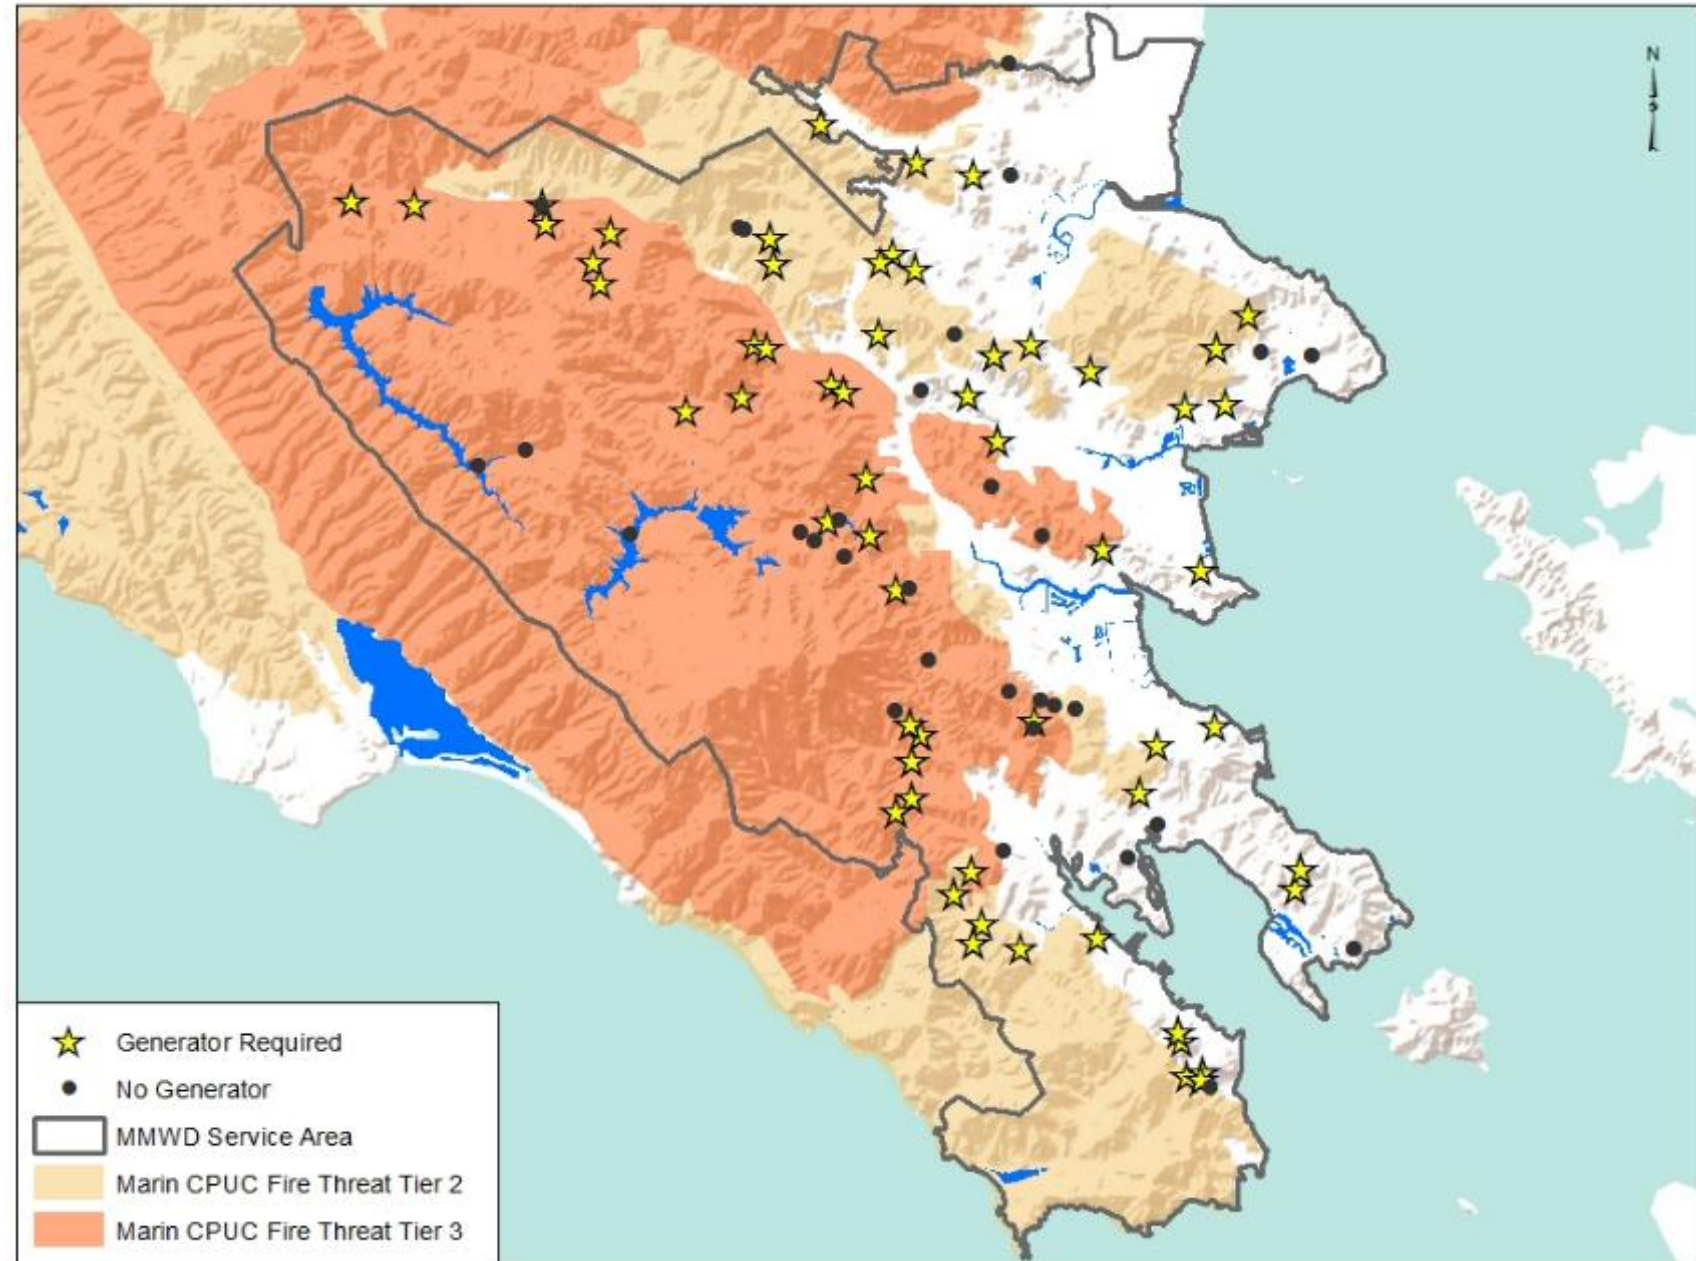 N
Generator Required
No Generator
MMWD Service Area
Marin CPUC Fire Threat Tier 2
Marin CPUC Fire Threat Tier 3